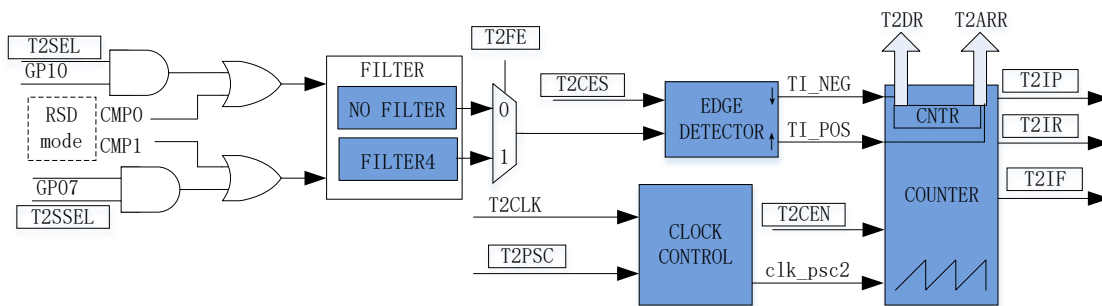 T2DR
T2ARR
T2SEL
GP10
T2FE
FILTER
NO FILTER
FILTER4
0
1
T2CES
EDGE
DETECTOR
TI_NEG
TI_POS
CNTR
T2IP
T2IR
T2IF
RSD
mode
CMP0
CMP1
GP07
T2SSEL
T2CLK
T2PSC
CLOCK
CONTROL
T2CEN
clk_psc2
COUNTER